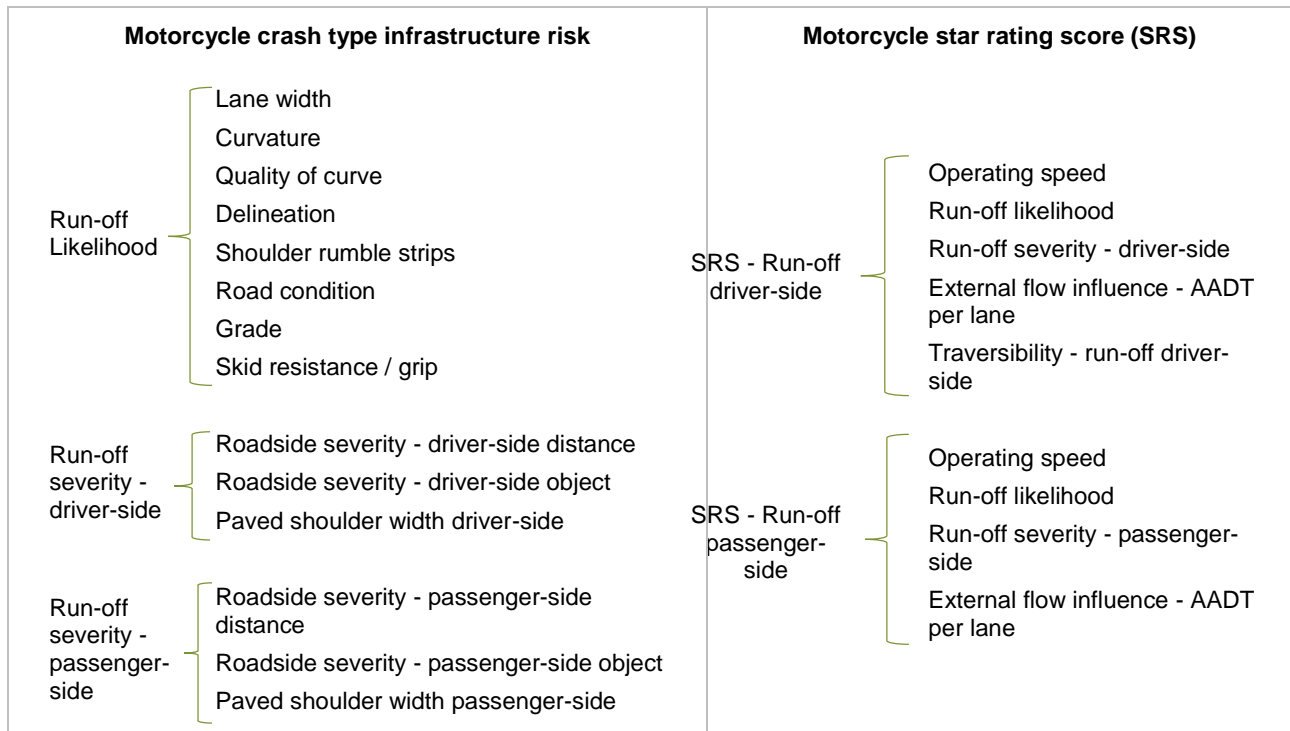 Motorcycle crash type infrastructure risk
Run-off
Likelihood
Lane width
Curvature
Quality of curve
Delineation
Shoulder rumble strips
Road condition
Grade
Skid resistance / grip
Run-off
severity -
driver-side
Roadside severity - driver-side distance
Roadside severity - driver-side object
Paved shoulder width driver-side
Run-off
severity -
passenger-
side
Roadside severity - passenger-side
distance
Roadside severity - passenger-side object
Paved shoulder width passenger-side
Motorcycle star rating score (SRS)
SRS - Run-off
driver-side
Operating speed
Run-off likelihood
Run-off severity - driver-side
External flow influence - AADT
per lane
Traversibility - run-off driver-
side
SRS - Run-off
passenger-
side
Operating speed
Run-off likelihood
Run-off severity - passenger-
side
External flow influence - AADT
per lane